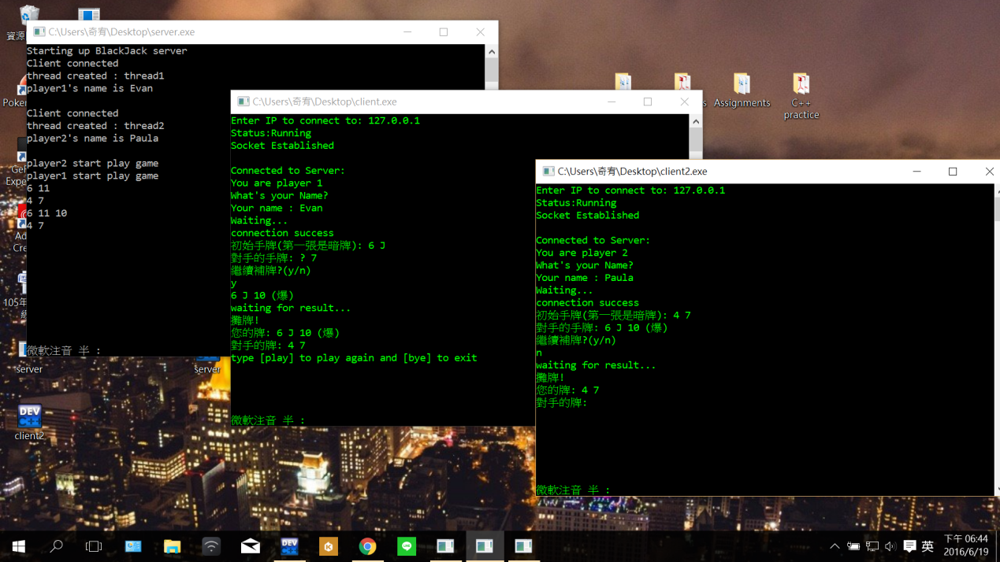 資源
C:\Users\奇宥\Desktop\server.exe
Starting up BlackJack server
Client connected
thread created : thread1
player1's name is Evan
Client connected
thread created : thread2
player2's name is Paula
player2 start play game
player1 start play game
6 11
4 7
6 11 10
4 7
微軟注音 半 :
C:\Users\奇宥\Desktop\client.exe
Enter IP to connect to: 127.0.0.1
Status:Running
Socket Established
Connected to Server:
You are player 1
What's your Name?
Your name : Evan
Waiting...
connection success
初始手牌(第一張是暗牌): 6 J
對手的手牌: ? 7
繼續補牌?(y/n)
y
6 J 10 (爆)
waiting for result...
攤牌!
您的牌: 6 J 10 (爆)
對手的牌: 4 7
type [play] to play again and [bye] to exit
微軟注音 半 :
C:\Users\奇宥\Desktop\client2.exe
Enter IP to connect to: 127.0.0.1
Status:Running
Socket Established
Connected to Server:
You are player 2
What's your Name?
Your name : Paula
Waiting...
connection success
初始手牌(第一張是暗牌): 4 7
對手的手牌: 6 J 10 (爆)
繼續補牌?(y/n)
n
waiting for result...
攤牌!
您的牌: 4 7
對手的牌:
微軟注音 半 :
Assignments
C++
practice
Poker
Expe
Ad
Cre
105年
server
server
DEV
C++
client2
DEV
C++
英
下午 06:44
2016/6/19